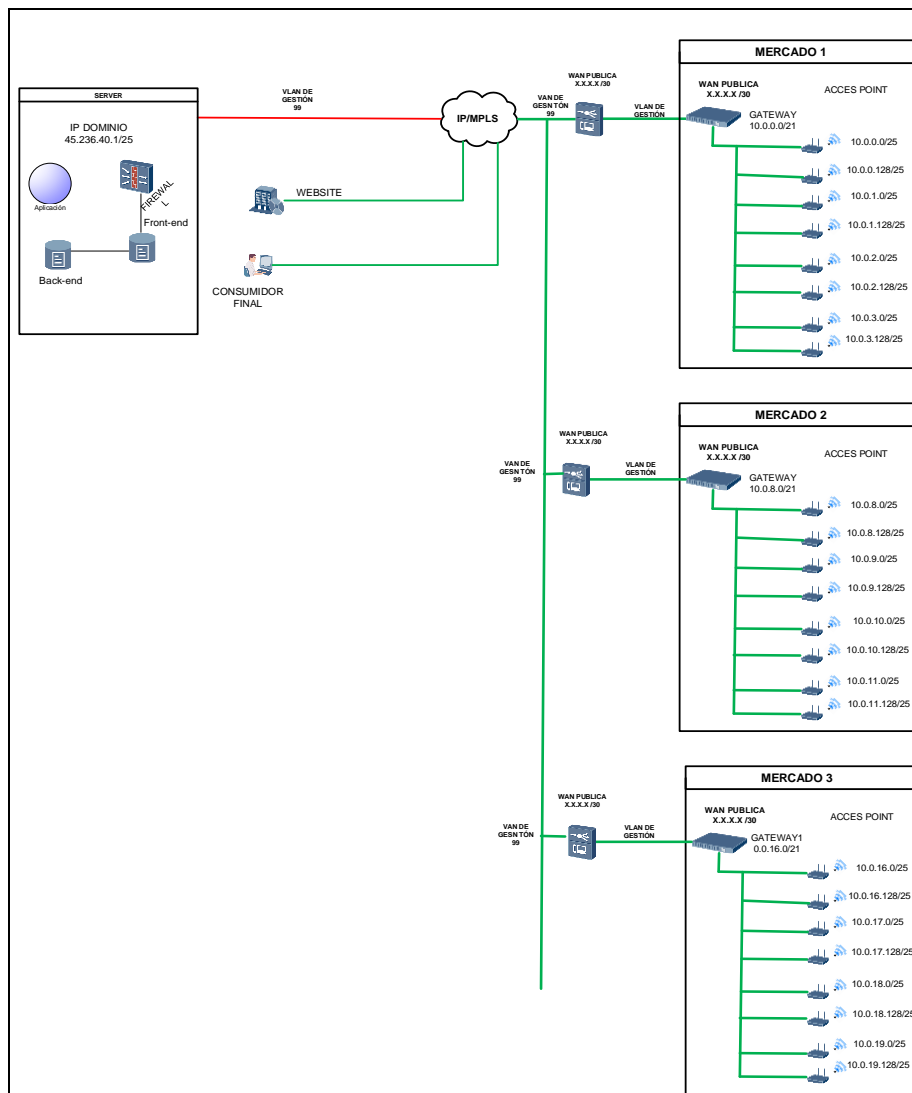 SERVER
IP DOMINIO
45.236.40.1/25
Aplicación
FIREWAL
L
Front-end
Back-end
VLAN DE
GESTIÓN
99
IP/MPLS
WEBSITE
CONSUMIDOR
FINAL
VAN DE
GESNTÓN
99
WAN PUBLICA
X.X.X.X /30
VLAN DE
GESTIÓN
MERCADO 1
WAN PUBLICA
X.X.X.X /30
ACCES POINT
GATEWAY
10.0.0.0/21
10.0.0.0/25
10.0.0.128/25
10.0.1.0/25
10.0.1.128/25
10.0.2.0/25
10.0.2.128/25
10.0.3.0/25
10.0.3.128/25
VAN DE
GESNTÓN
99
WAN PUBLICA
X.X.X.X /30
VLAN DE
GESTIÓN
MERCADO 2
WAN PUBLICA
X.X.X.X /30
ACCES POINT
GATEWAY
10.0.8.0/21
10.0.8.0/25
10.0.8.128/25
10.0.9.0/25
10.0.9.128/25
10.0.10.0/25
10.0.10.128/25
10.0.11.0/25
10.0.11.128/25
VAN DE
GESNTÓN
99
WAN PUBLICA
X.X.X.X /30
VLAN DE
GESTIÓN
MERCADO 3
WAN PUBLICA
X.X.X.X /30
ACCES POINT
GATEWAY1
0.0.16.0/21
10.0.16.0/25
10.0.16.128/25
10.0.17.0/25
10.0.17.128/25
10.0.18.0/25
10.0.18.128/25
10.0.19.0/25
10.0.19.128/25